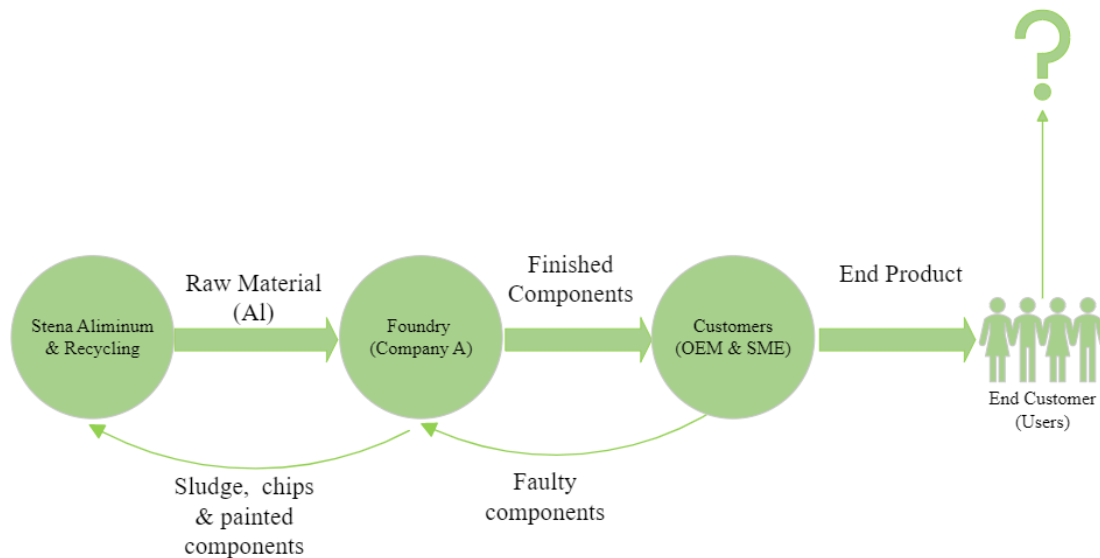 ?
Raw Material
(Al)
Finished
Components
End Product
Stena Aliminum
& Recycling
Foundry
(Company A)
Customers
(OEM & SME)
End Customer
(Users)
Sludge, chips
& painted
components
Faulty
components